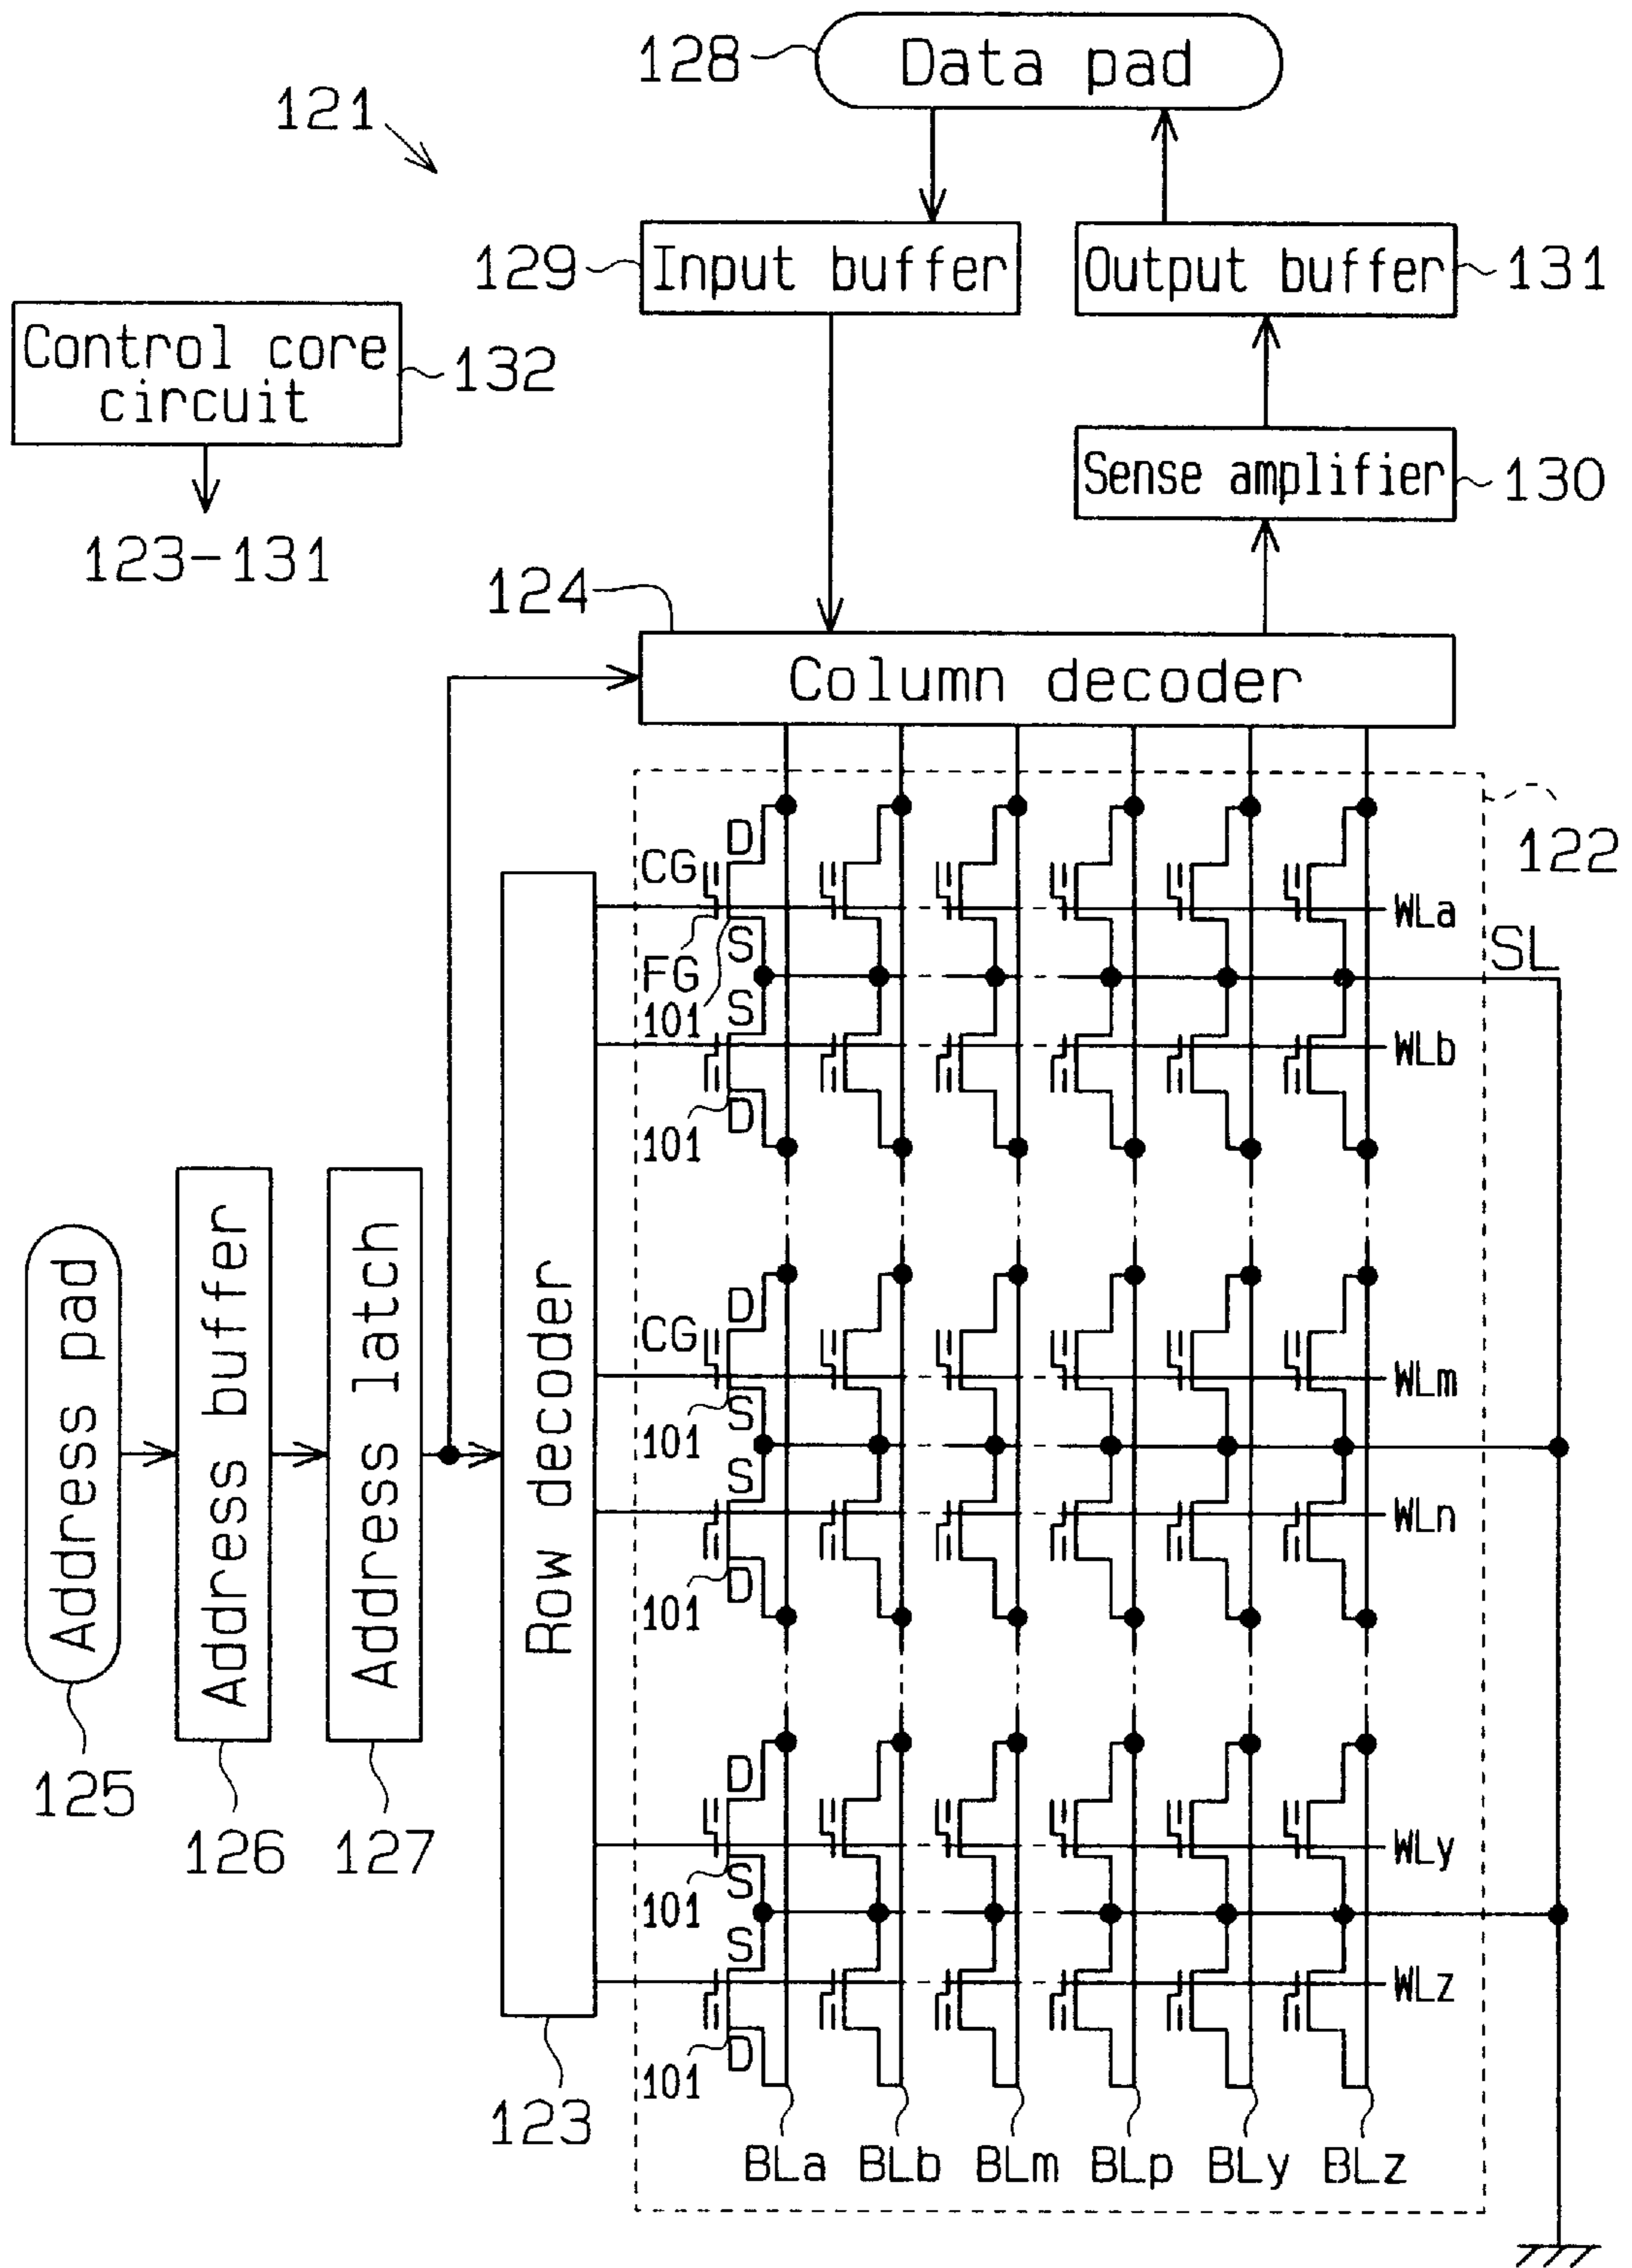 128
Data pad
121
129
Input buffer
Output buffer
131
Control core
circuit
132
Sense amplifier
130
123-131
124
Column decoder
122
D
CG
WLa
S
SL
FG
S
101
WLb
D
101
D
CG
WLm
S
101
S
WLn
D
101
Address pad
Address buffer
Address latch
Row decoder
D
125
126
127
WLy
S
101
S
WLz
D
101
123
BLa
BLb
BLm
BLp
BLy
BLz